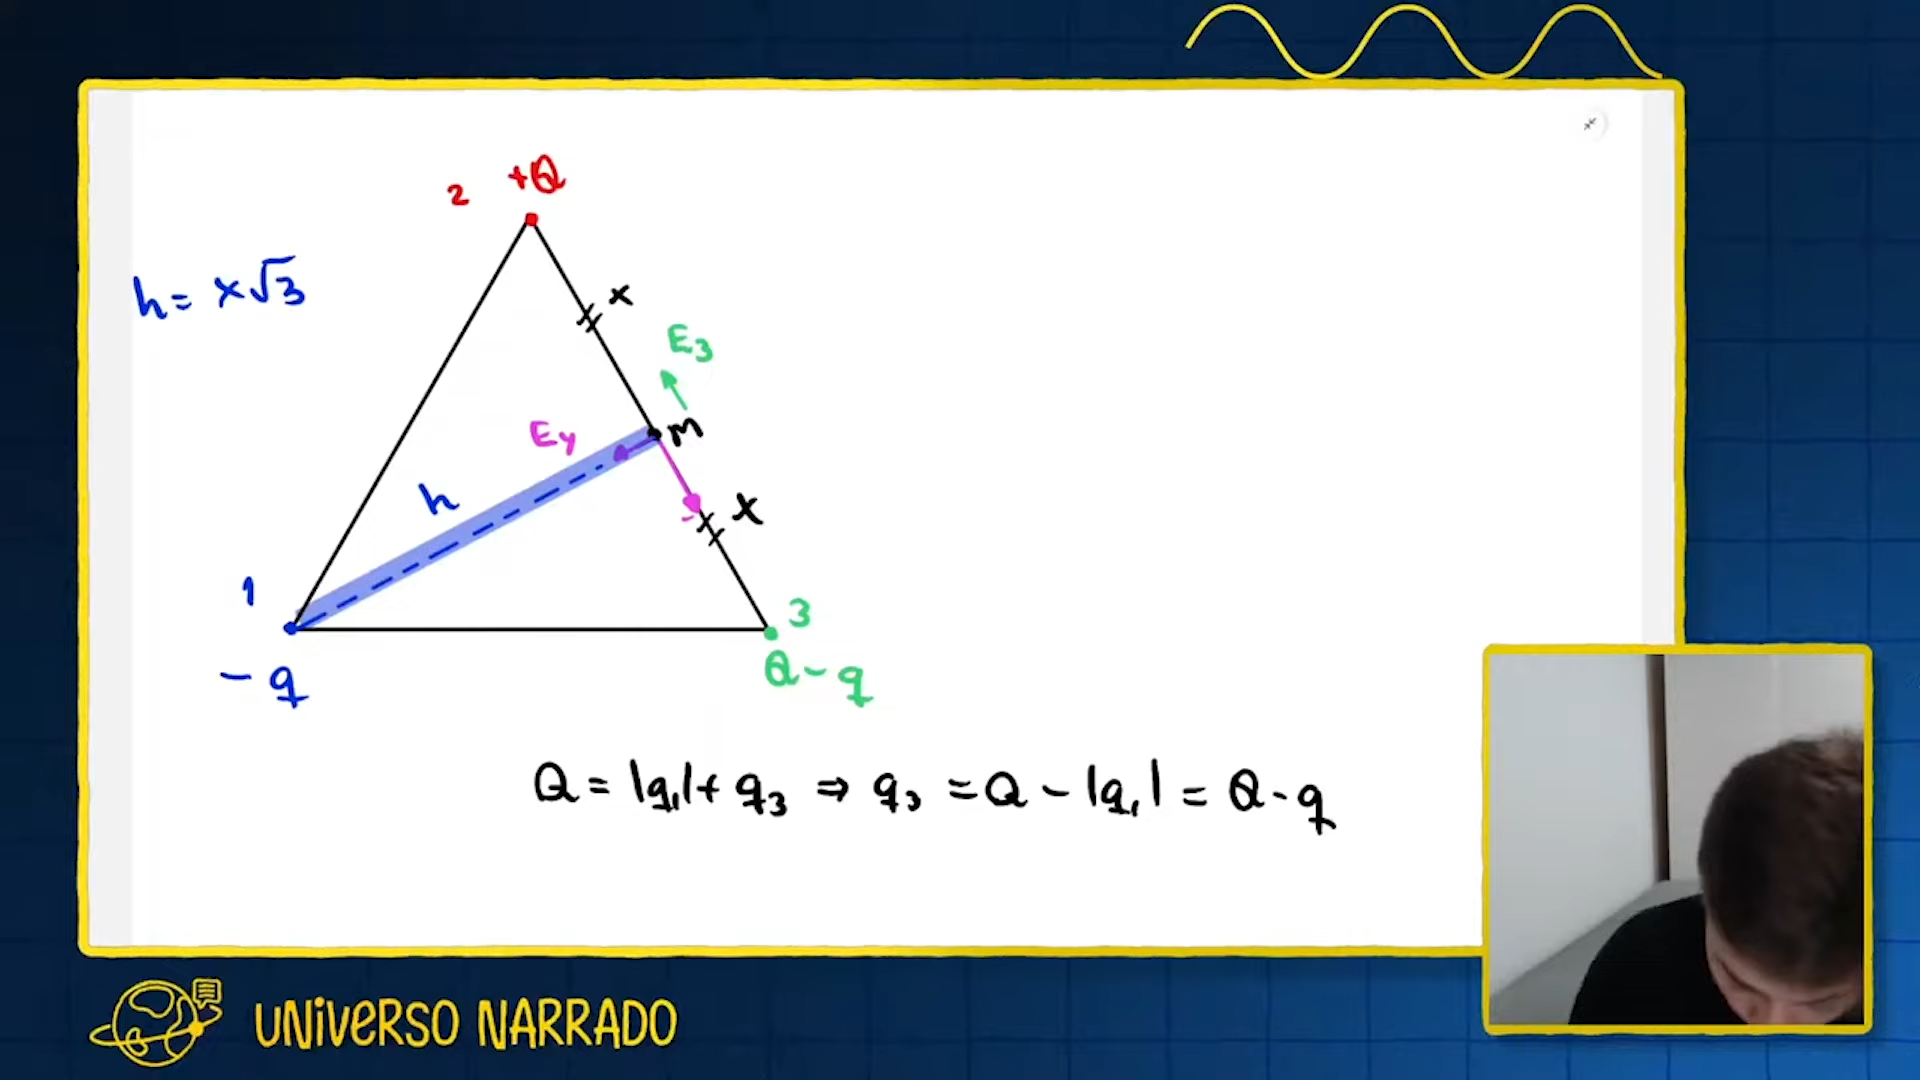 2 +Q
h = x√3
x
E3
M
Ey
h
x
1
3
- q
Q - q
Q = |q1| + q3 ⇒ q3 = Q - |q1| = Q - q
UNIVERSO NARRADO